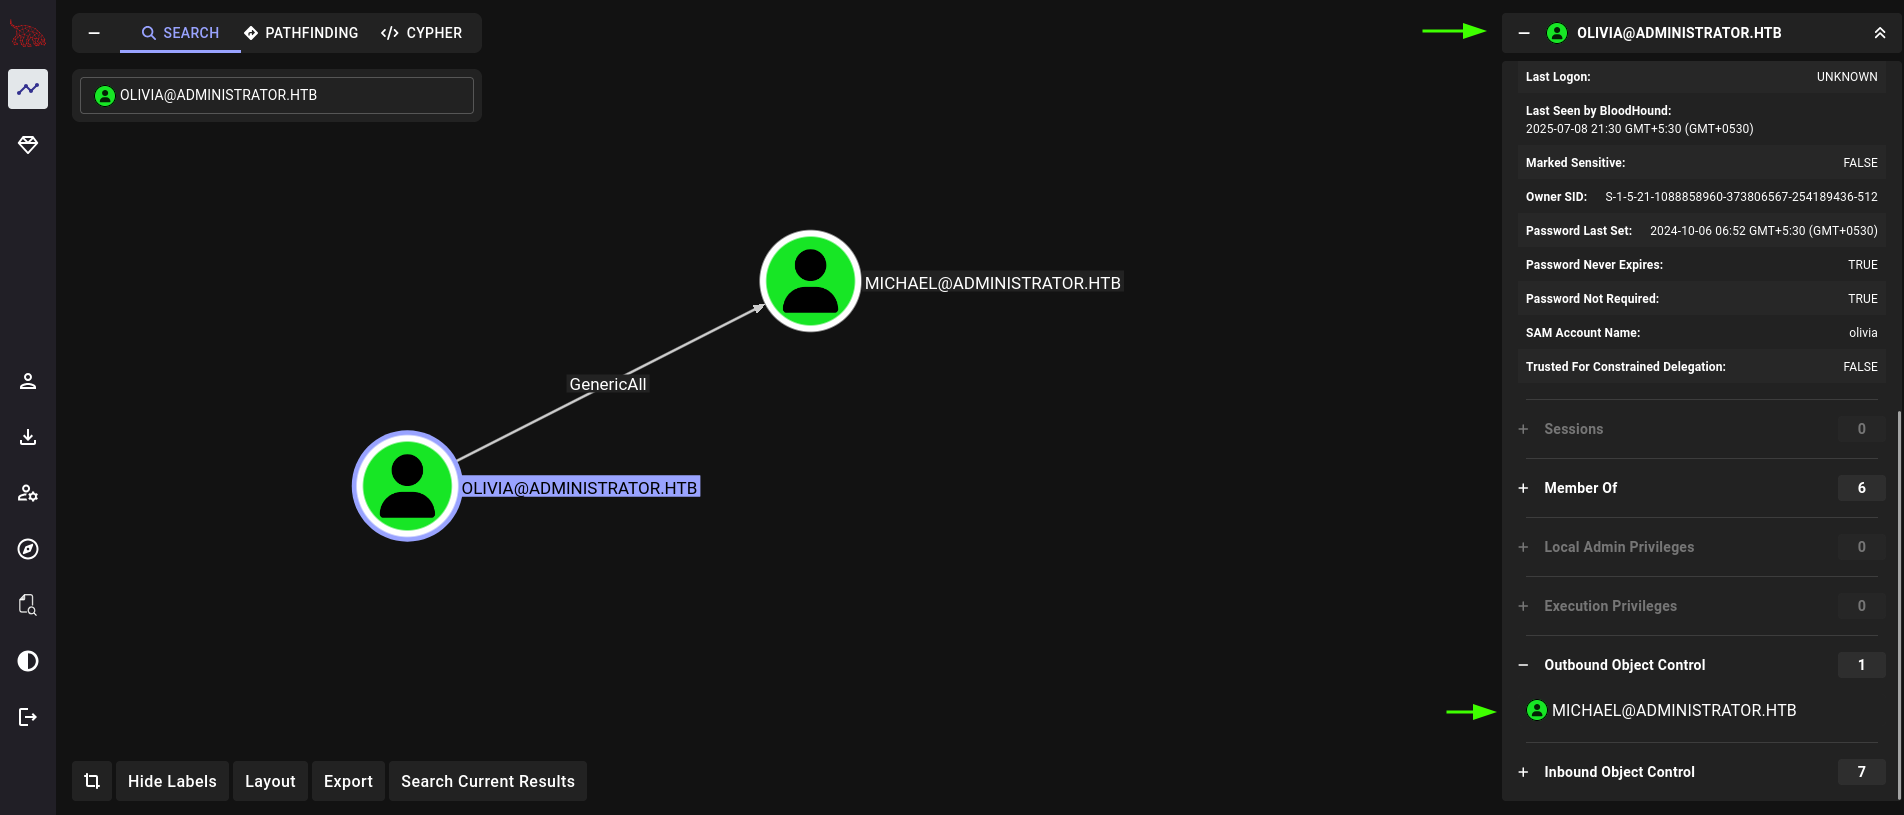 SEARCH PATHFINDING CYPHER
OLIVIA@ADMINISTRATOR.HTB
MICHAEL@ADMINISTRATOR.HTB
GenericAll
OLIVIA@ADMINISTRATOR.HTB
Hide Labels Layout Export Search Current Results
OLIVIA@ADMINISTRATOR.HTB
Last Logon: UNKNOWN
Last Seen by BloodHound:
2025-07-08 21:30 GMT+5:30 (GMT+0530)
Marked Sensitive: FALSE
Owner SID: S-1-5-21-1088858960-373806567-254189436-512
Password Last Set: 2024-10-06 06:52 GMT+5:30 (GMT+0530)
Password Never Expires: TRUE
Password Not Required: TRUE
SAM Account Name: olivia
Trusted For Constrained Delegation: FALSE
Sessions 0
Member Of 6
Local Admin Privileges 0
Execution Privileges 0
Outbound Object Control 1
MICHAEL@ADMINISTRATOR.HTB
Inbound Object Control 7